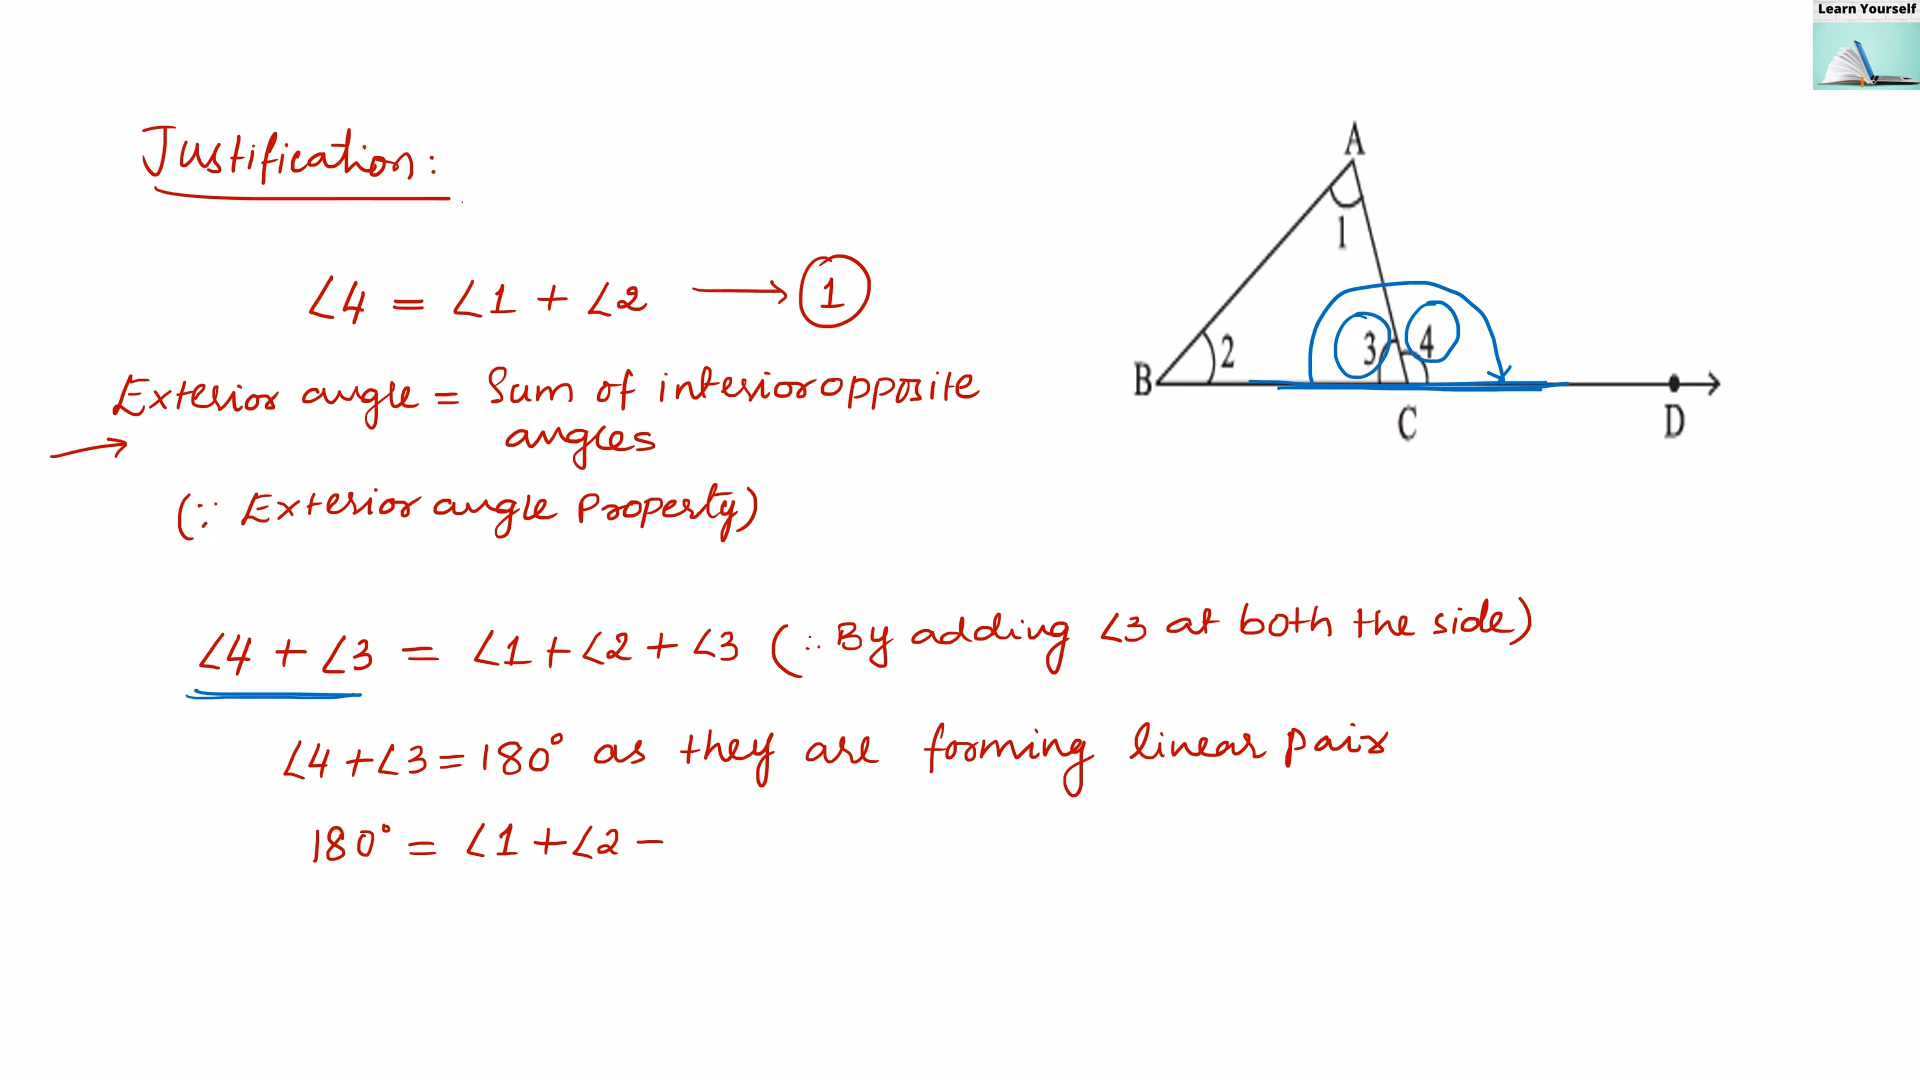 Learn Yourself
Justification:
∠4 = ∠1 + ∠2 ⟶ ①
Exterior angle = Sum of interior opposite
angles
(∵ Exterior angle Property)
∠4 + ∠3 = ∠1 + ∠2 + ∠3 (∵ By adding ∠3 at both the side)
∠4 + ∠3 = 180° as they are forming linear pair
180° = ∠1 + ∠2 -
A
1
2
3
4
B
C
D